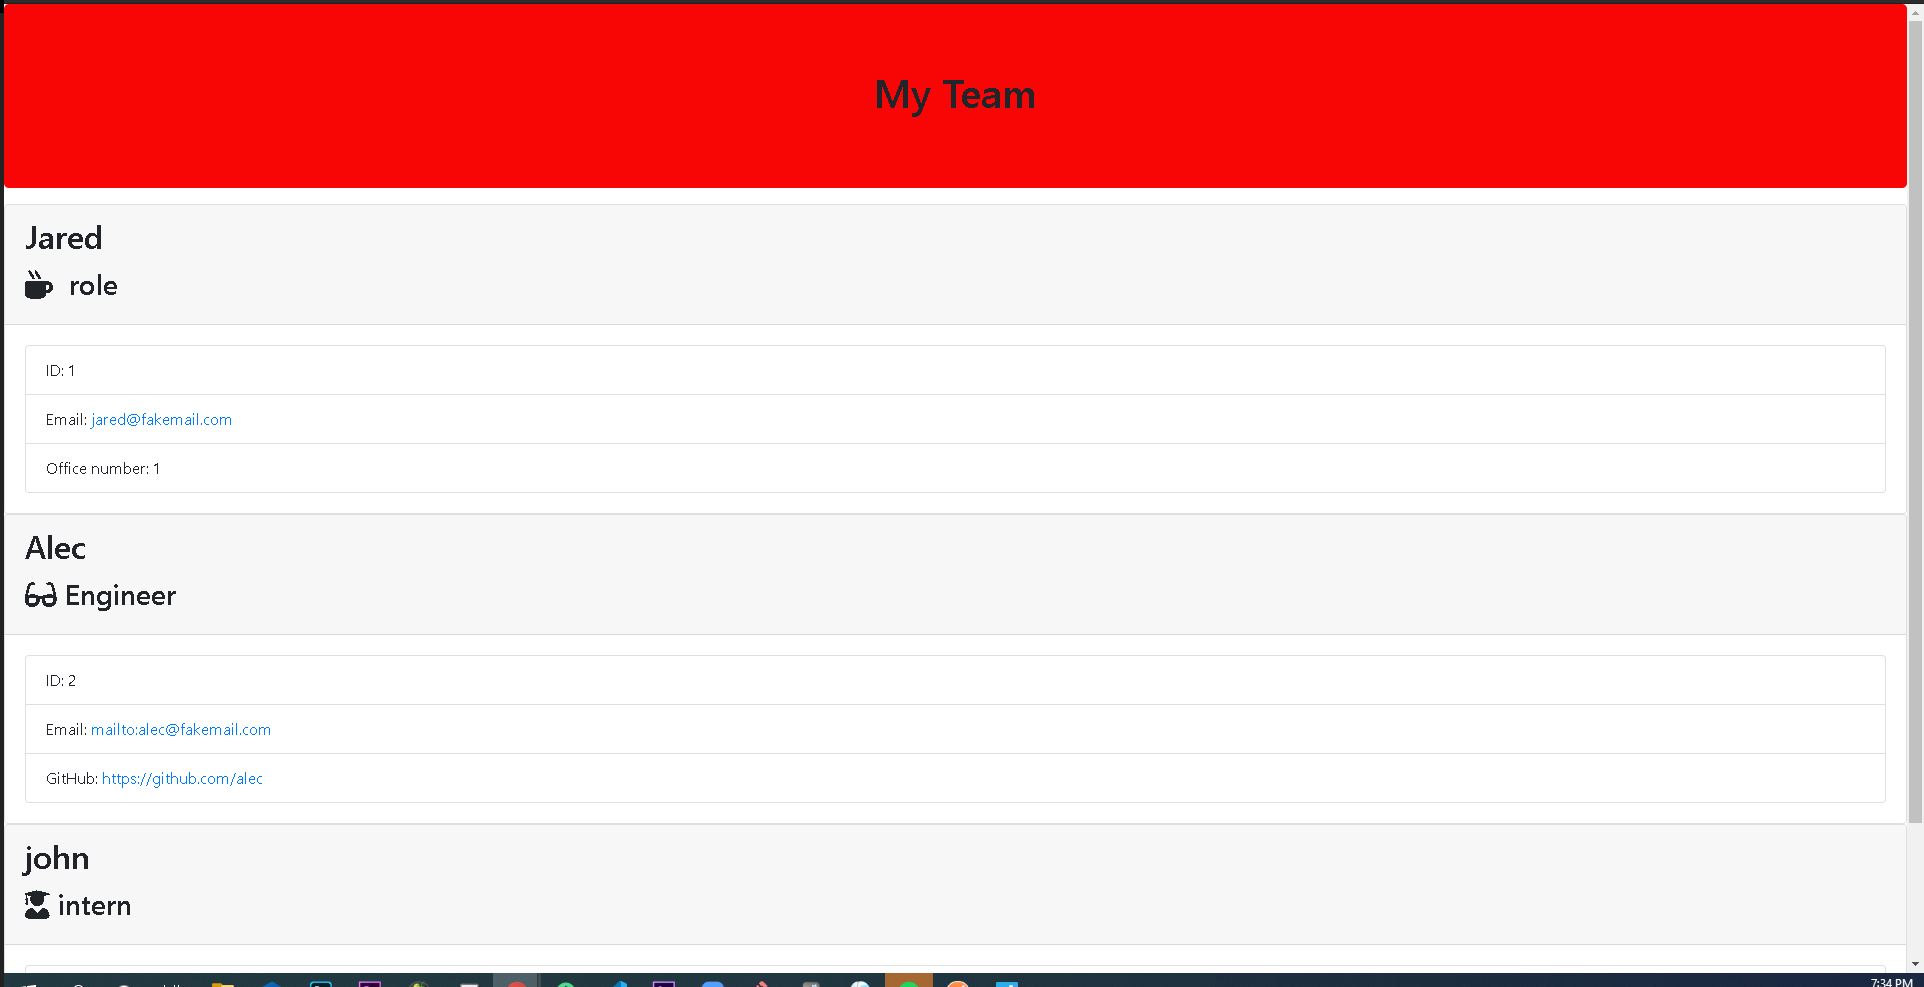 My Team
Jared
role
ID: 1
Email: jared@fakemail.com
Office number: 1
Alec
Engineer
ID: 2
Email: mailto:alec@fakemail.com
GitHub: https://github.com/alec
john
intern
7:34 PM